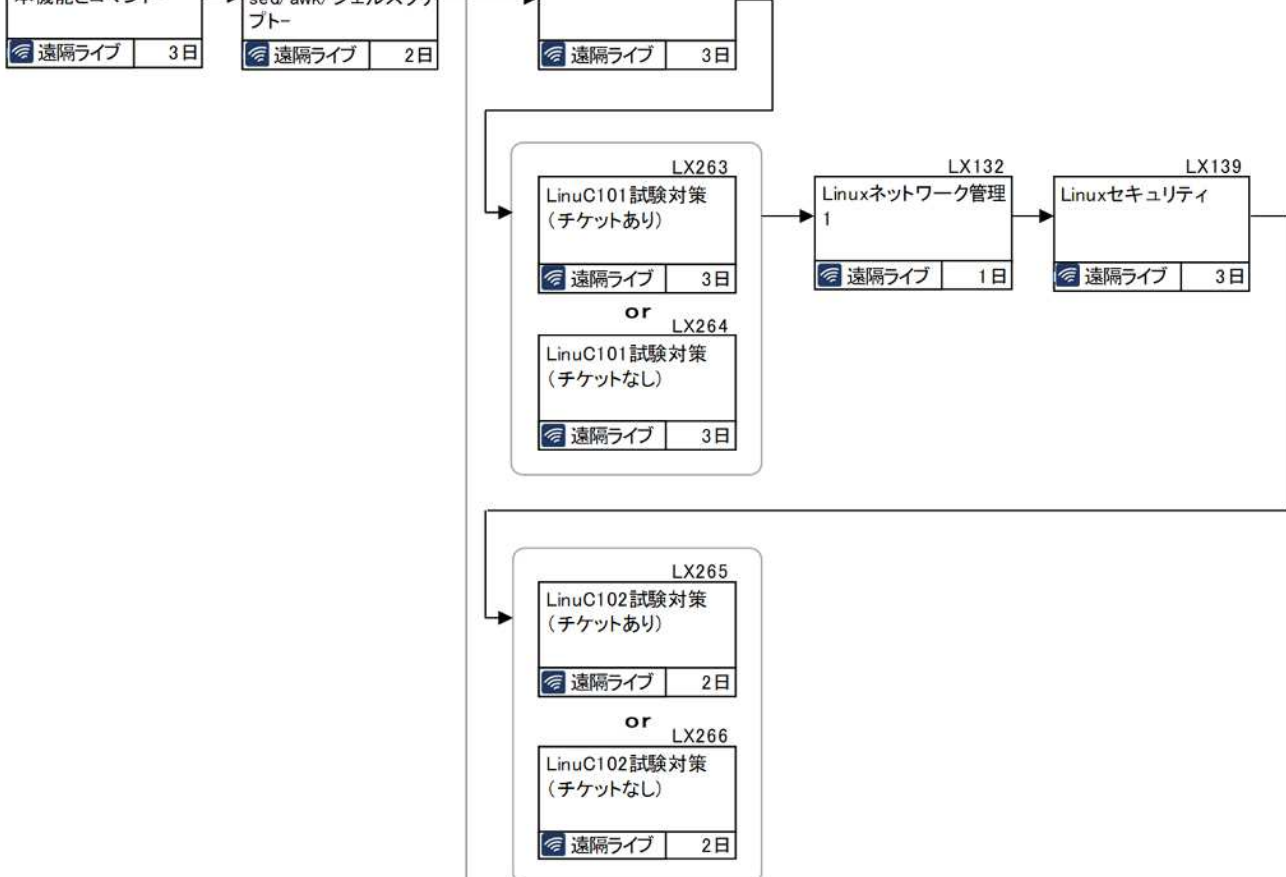 本機能とコマンド-
sed/awk/シェルスクリ
プト-
遠隔ライブ 3日
遠隔ライブ 2日
遠隔ライブ 3日
LX263
LinuC101試験対策
(チケットあり)
遠隔ライブ 3日
or
LX264
LinuC101試験対策
(チケットなし)
遠隔ライブ 3日
LX132
Linuxネットワーク管理
1
遠隔ライブ 1日
LX139
Linuxセキュリティ
遠隔ライブ 3日
LX265
LinuC102試験対策
(チケットあり)
遠隔ライブ 2日
or
LX266
LinuC102試験対策
(チケットなし)
遠隔ライブ 2日